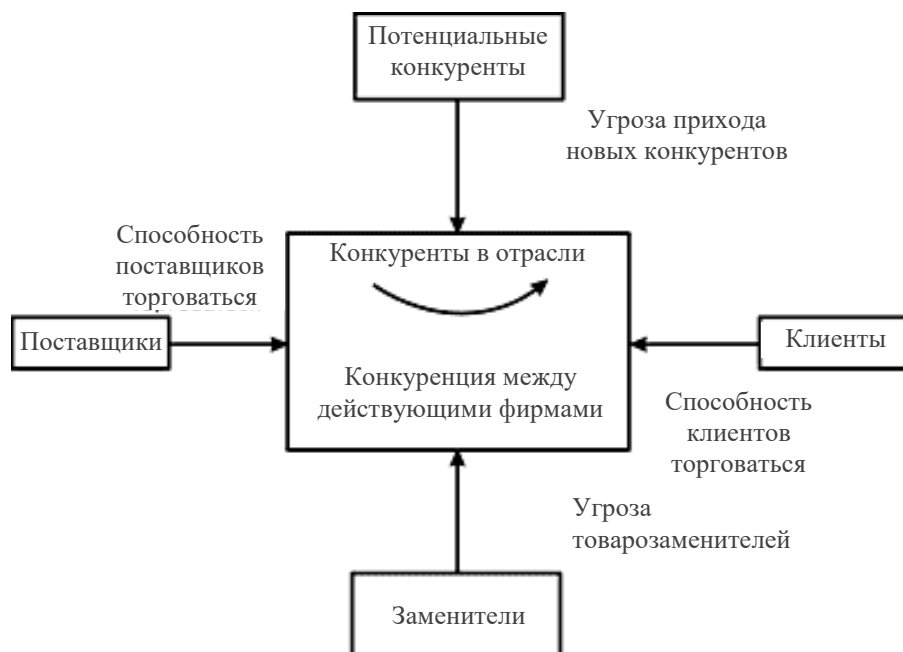 Потенциальные
конкуренты
Угроза прихода
новых конкурентов
Способность
поставщиков
торговаться
Конкуренты в отрасли
Поставщики
Клиенты
Конкуренция между
действующими фирмами
Способность
клиентов
торговаться
Угроза
товарозаменителей
Заменители